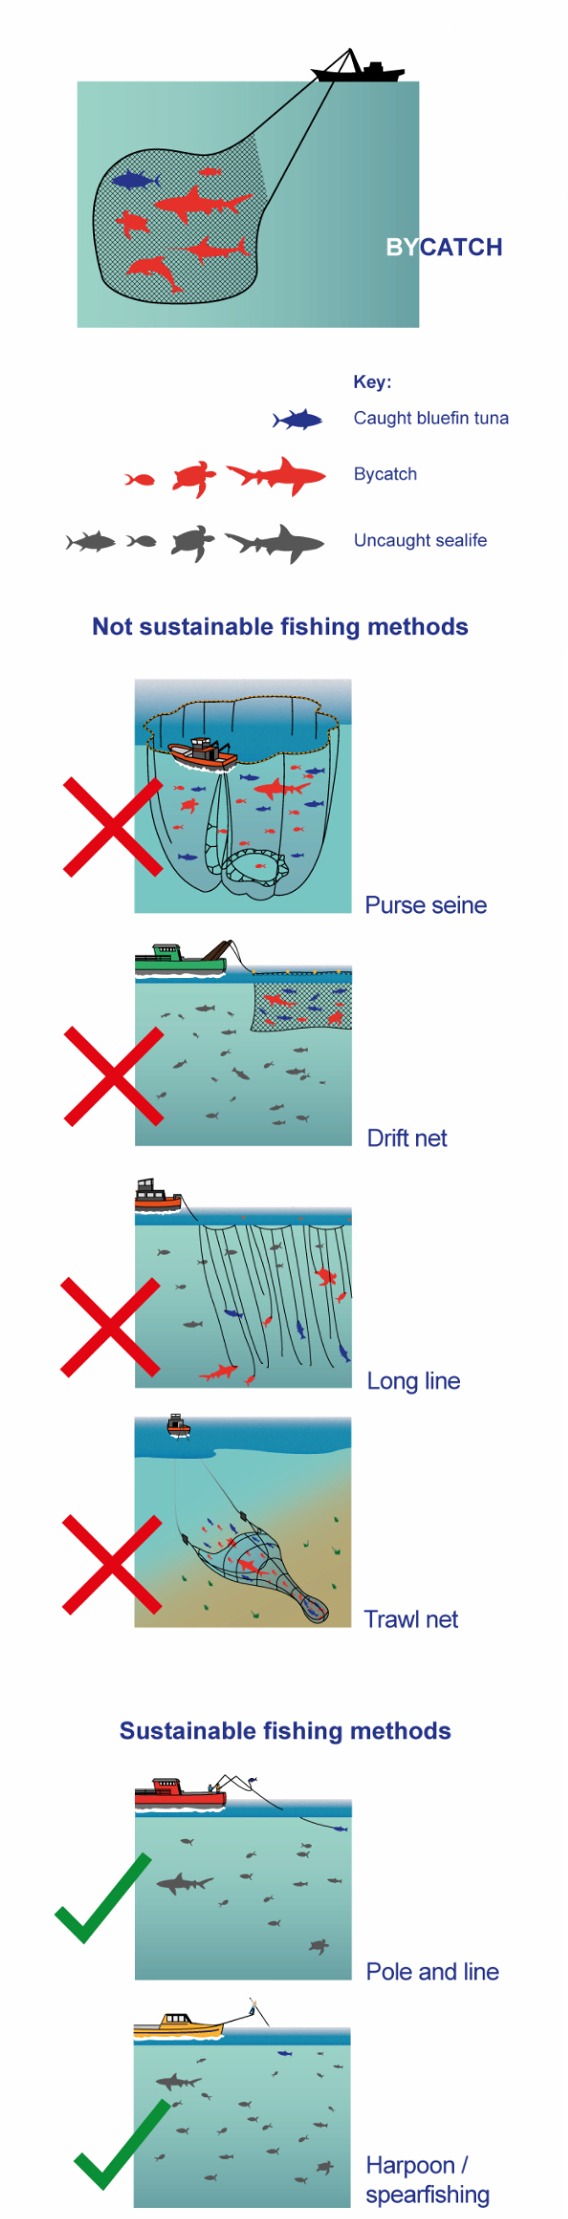 BYCATCH
Key:
Caught bluefin tuna
Bycatch
Uncaught sealife
Not sustainable fishing methods
Purse seine
Drift net
Long line
Trawl net
Sustainable fishing methods
Pole and line
Harpoon /
spearfishing